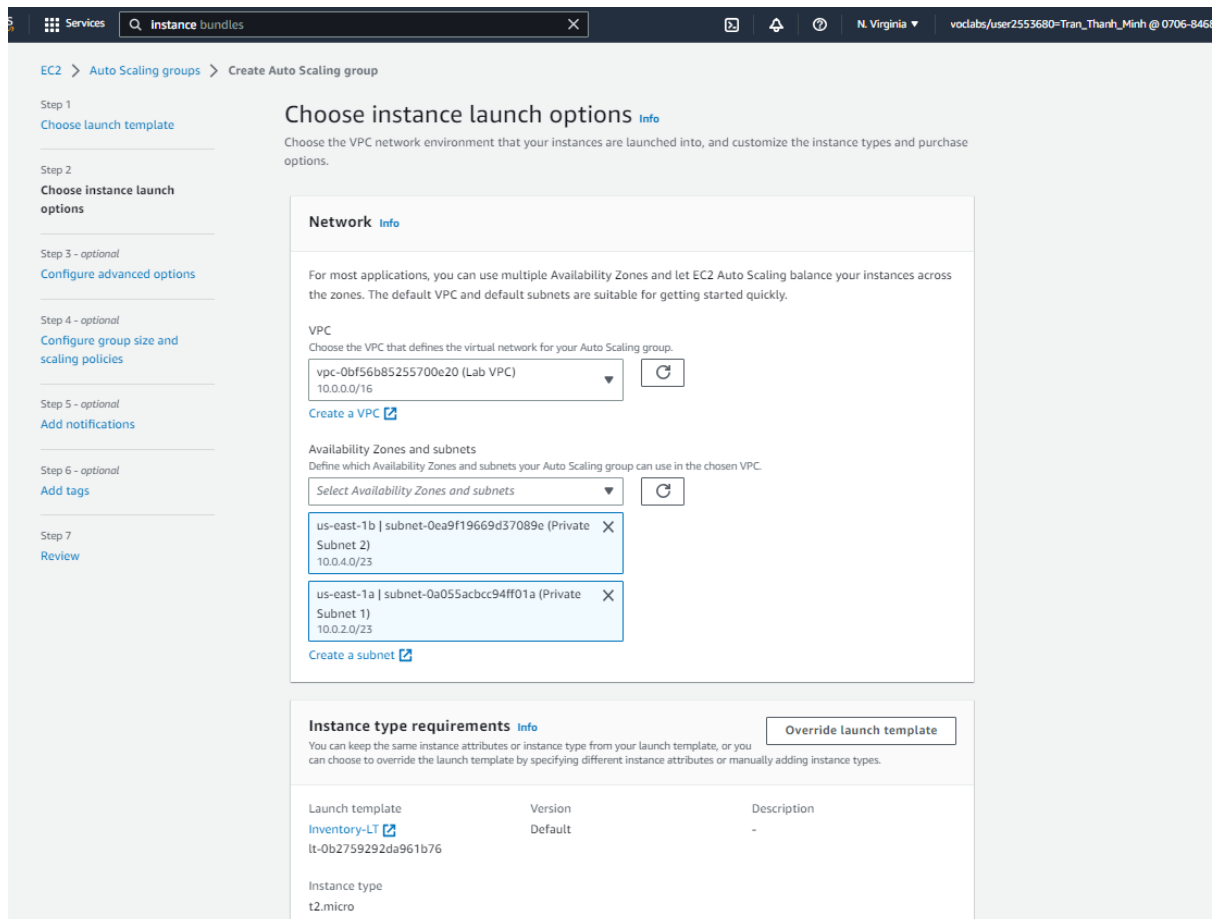 Services
instance bundles
N. Virginia
voclabs/user2553680=Tran_Thanh_Minh @ 0706-8468
EC2 > Auto Scaling groups > Create Auto Scaling group
Step 1
Choose launch template
Step 2
Choose instance launch
options
Step 3 - optional
Configure advanced options
Step 4 - optional
Configure group size and
scaling policies
Step 5 - optional
Add notifications
Step 6 - optional
Add tags
Step 7
Review
Choose instance launch options Info
Choose the VPC network environment that your instances are launched into, and customize the instance types and purchase
options.
Network Info
For most applications, you can use multiple Availability Zones and let EC2 Auto Scaling balance your instances across
the zones. The default VPC and default subnets are suitable for getting started quickly.
VPC
Choose the VPC that defines the virtual network for your Auto Scaling group.
vpc-0bf56b85255700e20 (Lab VPC)
10.0.0.0/16
Create a VPC
Availability Zones and subnets
Define which Availability Zones and subnets your Auto Scaling group can use in the chosen VPC.
Select Availability Zones and subnets
us-east-1b | subnet-0ea9f19669d37089e (Private
Subnet 2)
10.0.4.0/23
us-east-1a | subnet-0a055acbcc94ff01a (Private
Subnet 1)
10.0.2.0/23
Create a subnet
Instance type requirements Info
Override launch template
You can keep the same instance attributes or instance type from your launch template, or you
can choose to override the launch template by specifying different instance attributes or manually adding instance types.
Launch template
Inventory-LT
lt-0b2759292da961b76
Version
Default
Description
-
Instance type
t2.micro